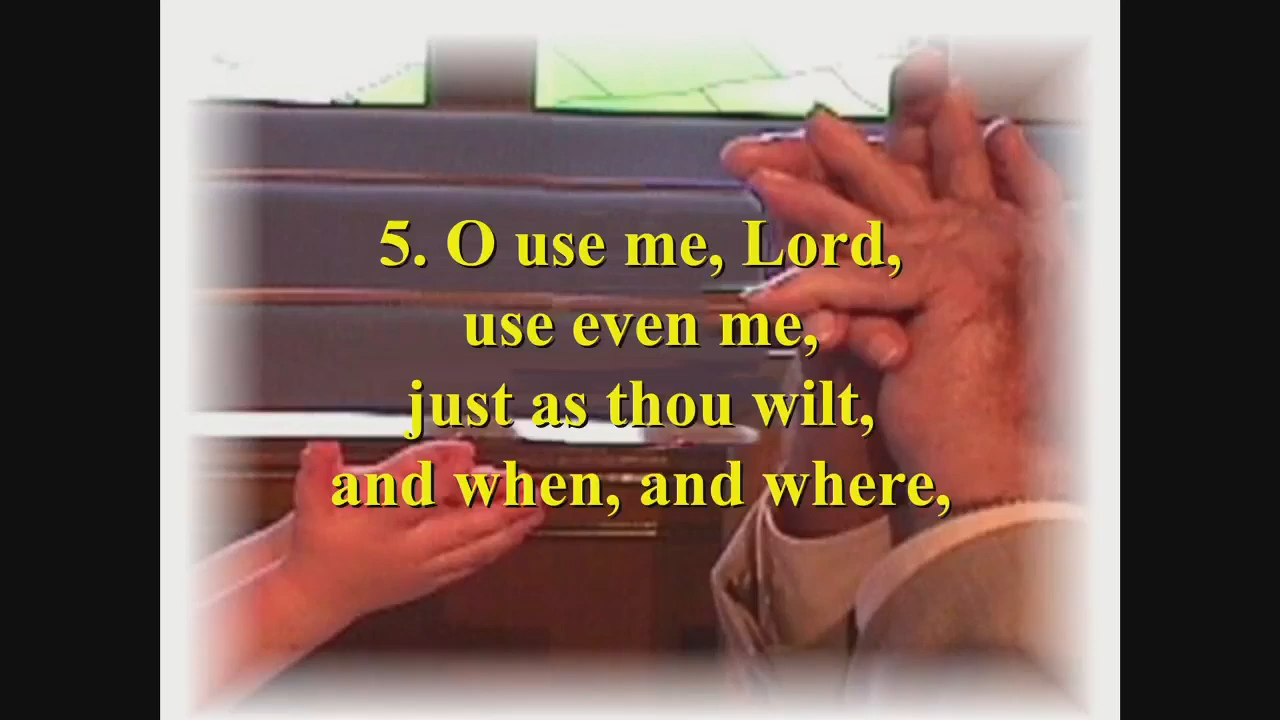 5. O use me, Lord,
use even me,
just as thou wilt,
and when, and where,